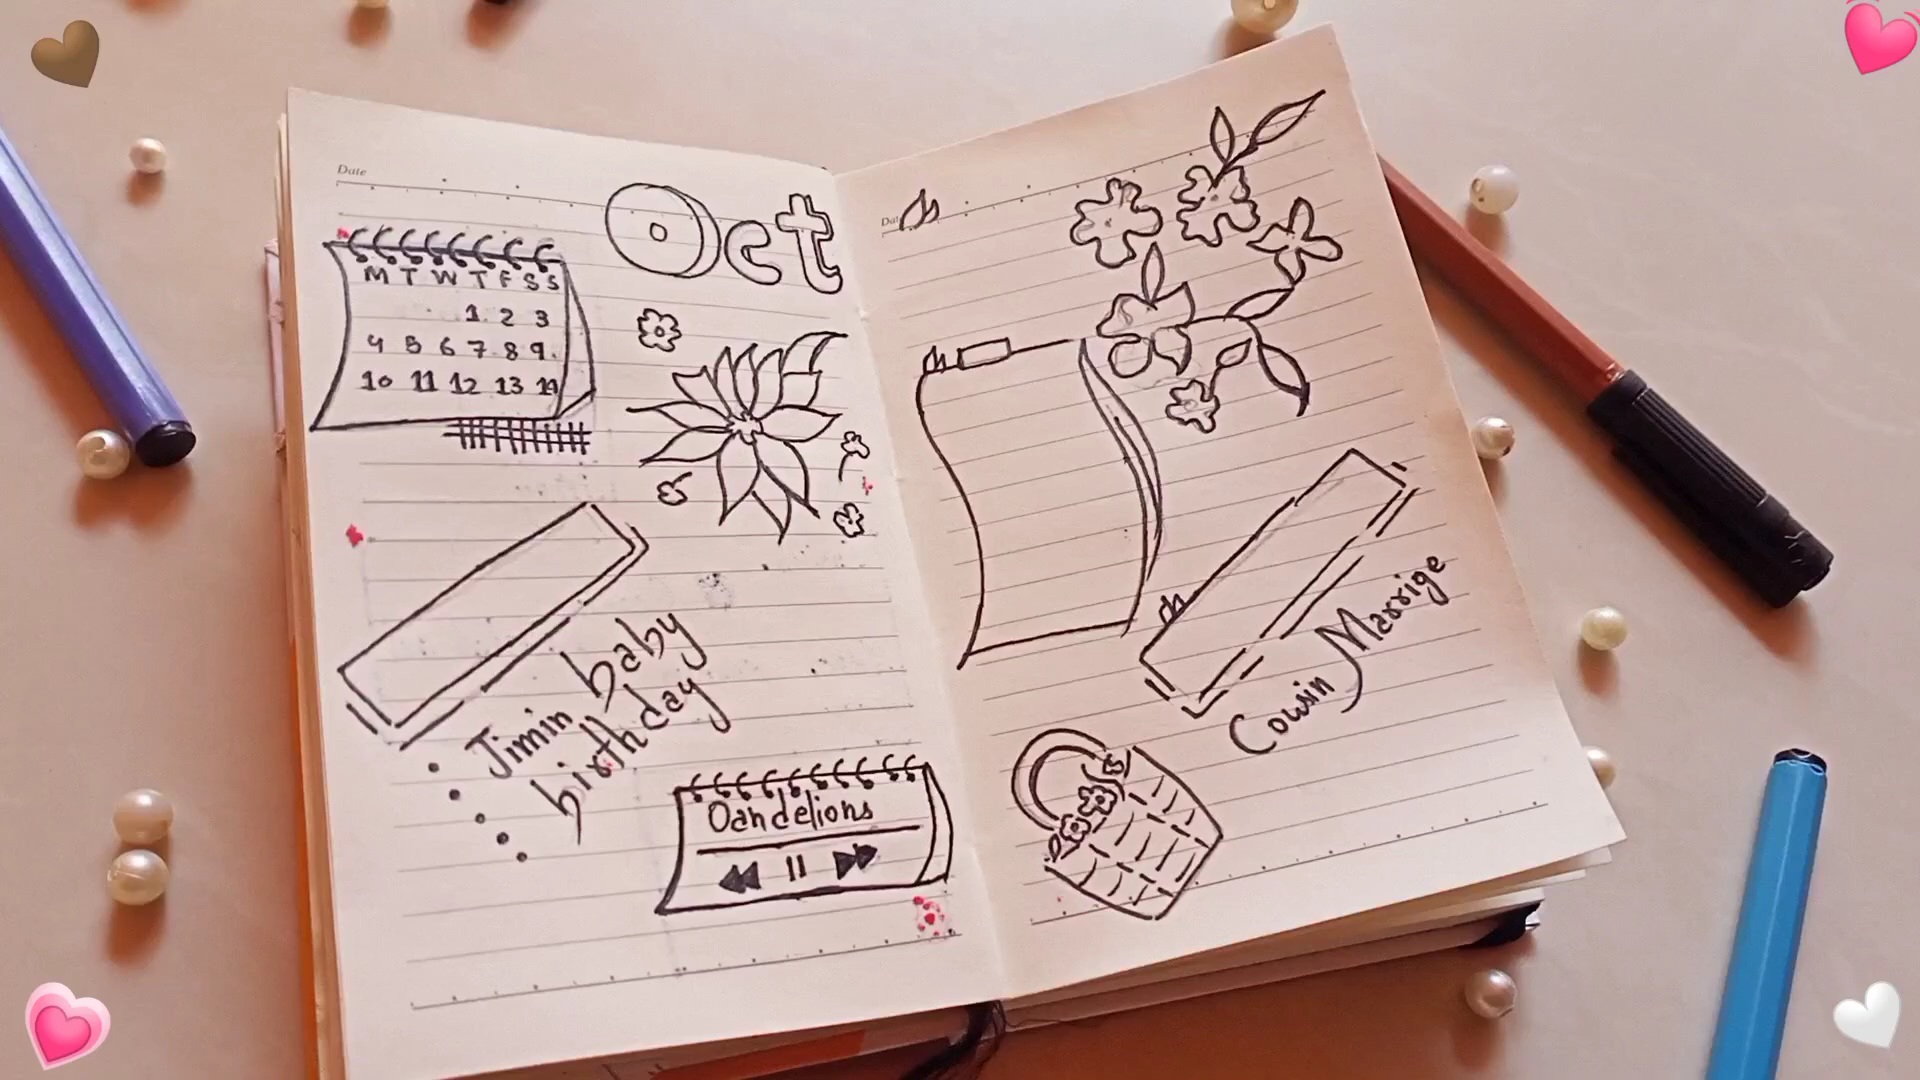 Date
Oct
M T W T F S S
1 2 3
4 5 6 7 8 9
10 11 12 13 14
Jimin baby
birthday
Dandelions
Date
Cousin Marrige